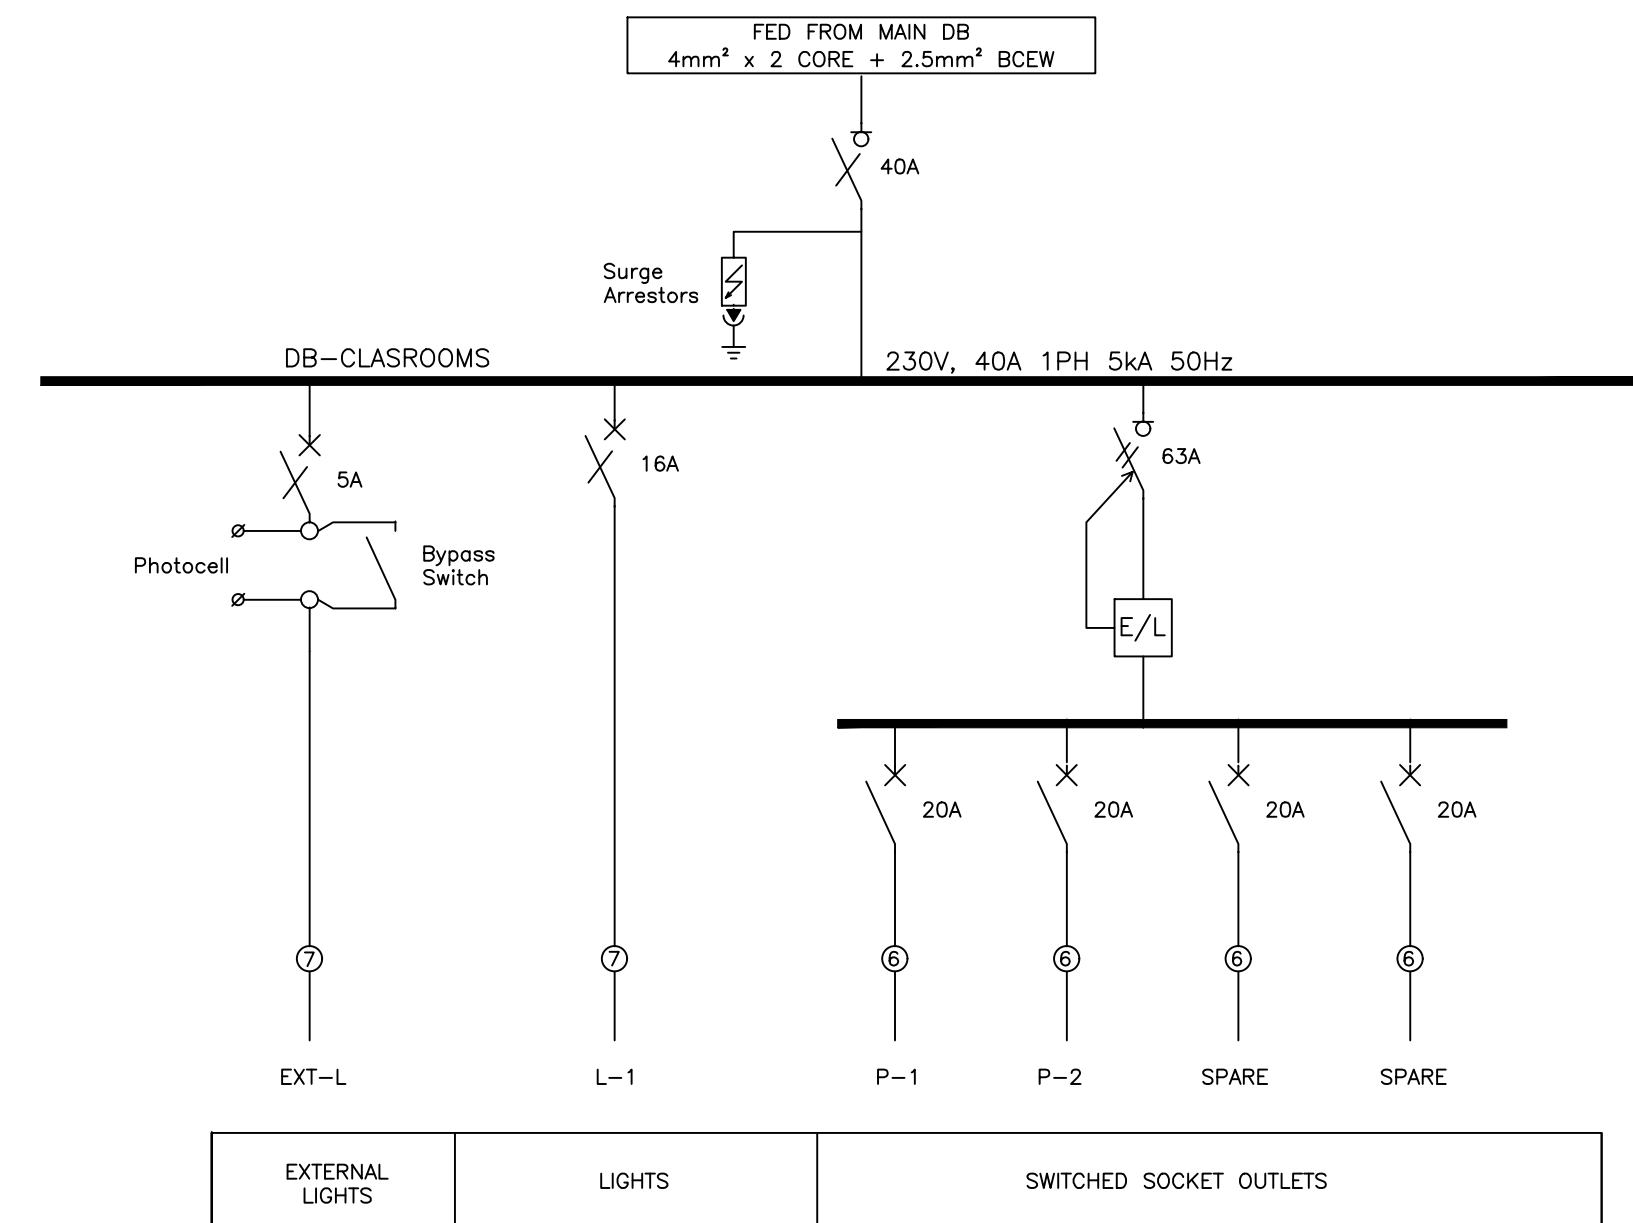 FED FROM MAIN DB
4mm² x 2 CORE + 2.5mm² BCEW
40A
Surge
Arrestors
DB-CLASROOMS
230V, 40A 1PH 5kA 50Hz
5A
16A
63A
Photocell
Bypass
Switch
E/L
20A 20A 20A 20A
7 7 6 6 6 6
EXT-L L-1 P-1 P-2 SPARE SPARE
EXTERNAL
LIGHTS
LIGHTS
SWITCHED SOCKET OUTLETS